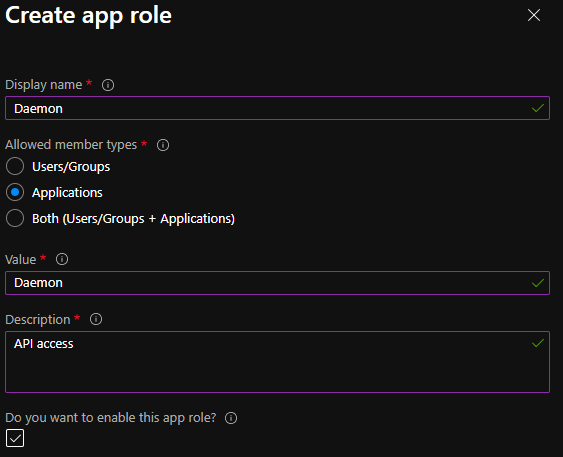 Create app role
Display name *
Daemon
Allowed member types *
Users/Groups
Applications
Both (Users/Groups + Applications)
Value *
Daemon
Description *
API access
Do you want to enable this app role?